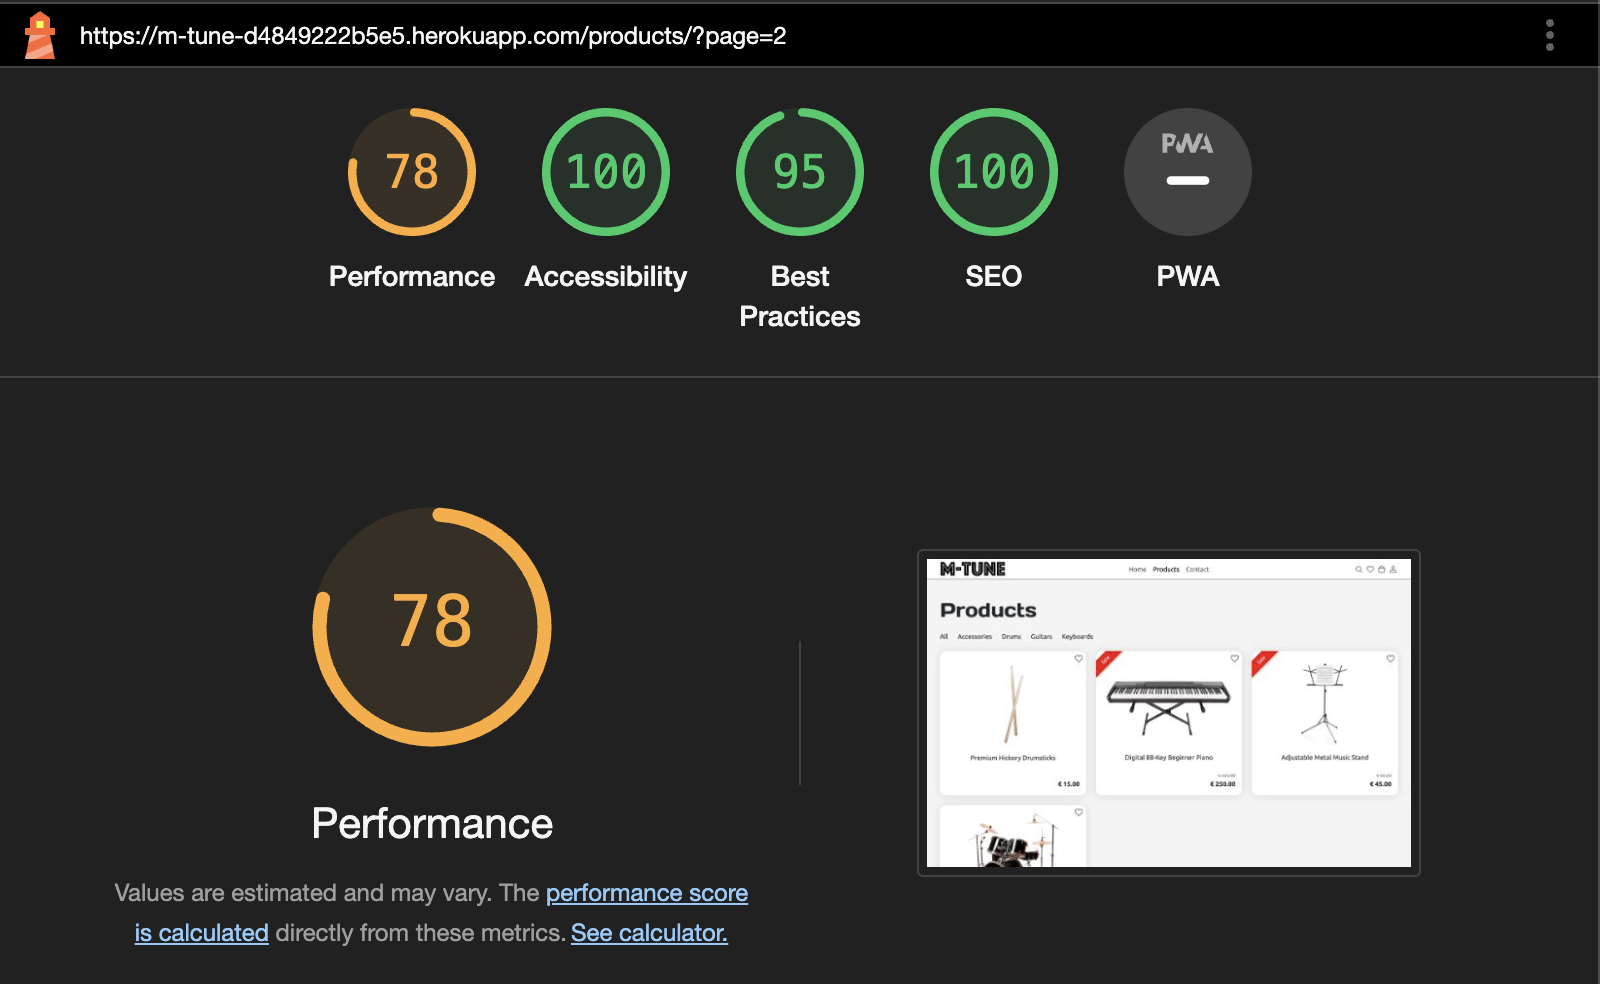 https://m-tune-d4849222b5e5.herokuapp.com/products/?page=2
78
100
95
100
PWA
Performance
Accessibility
Best
Practices
SEO
PWA
78
Performance
Values are estimated and may vary. The performance score
is calculated directly from these metrics. See calculator.
M-TUNE
Home Products Contact
Products
All Accessories Drums Guitars Keyboards
Sale
Sale
Premium Hickory Drumsticks
Digital 88-Key Beginner Piano
Adjustable Metal Music Stand
€ 15.00
€ 250.00
€ 45.00